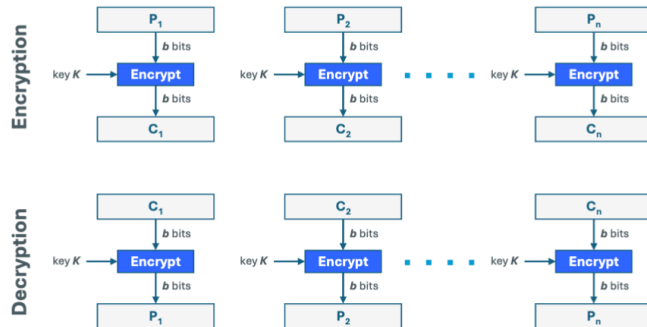 Encryption
P1 P2 Pn
b bits b bits b bits
key K Encrypt key K Encrypt key K Encrypt
b bits b bits b bits
C1 C2 Cn
Decryption
C1 C2 Cn
b bits b bits b bits
key K Encrypt key K Encrypt key K Encrypt
b bits b bits b bits
P1 P2 Pn